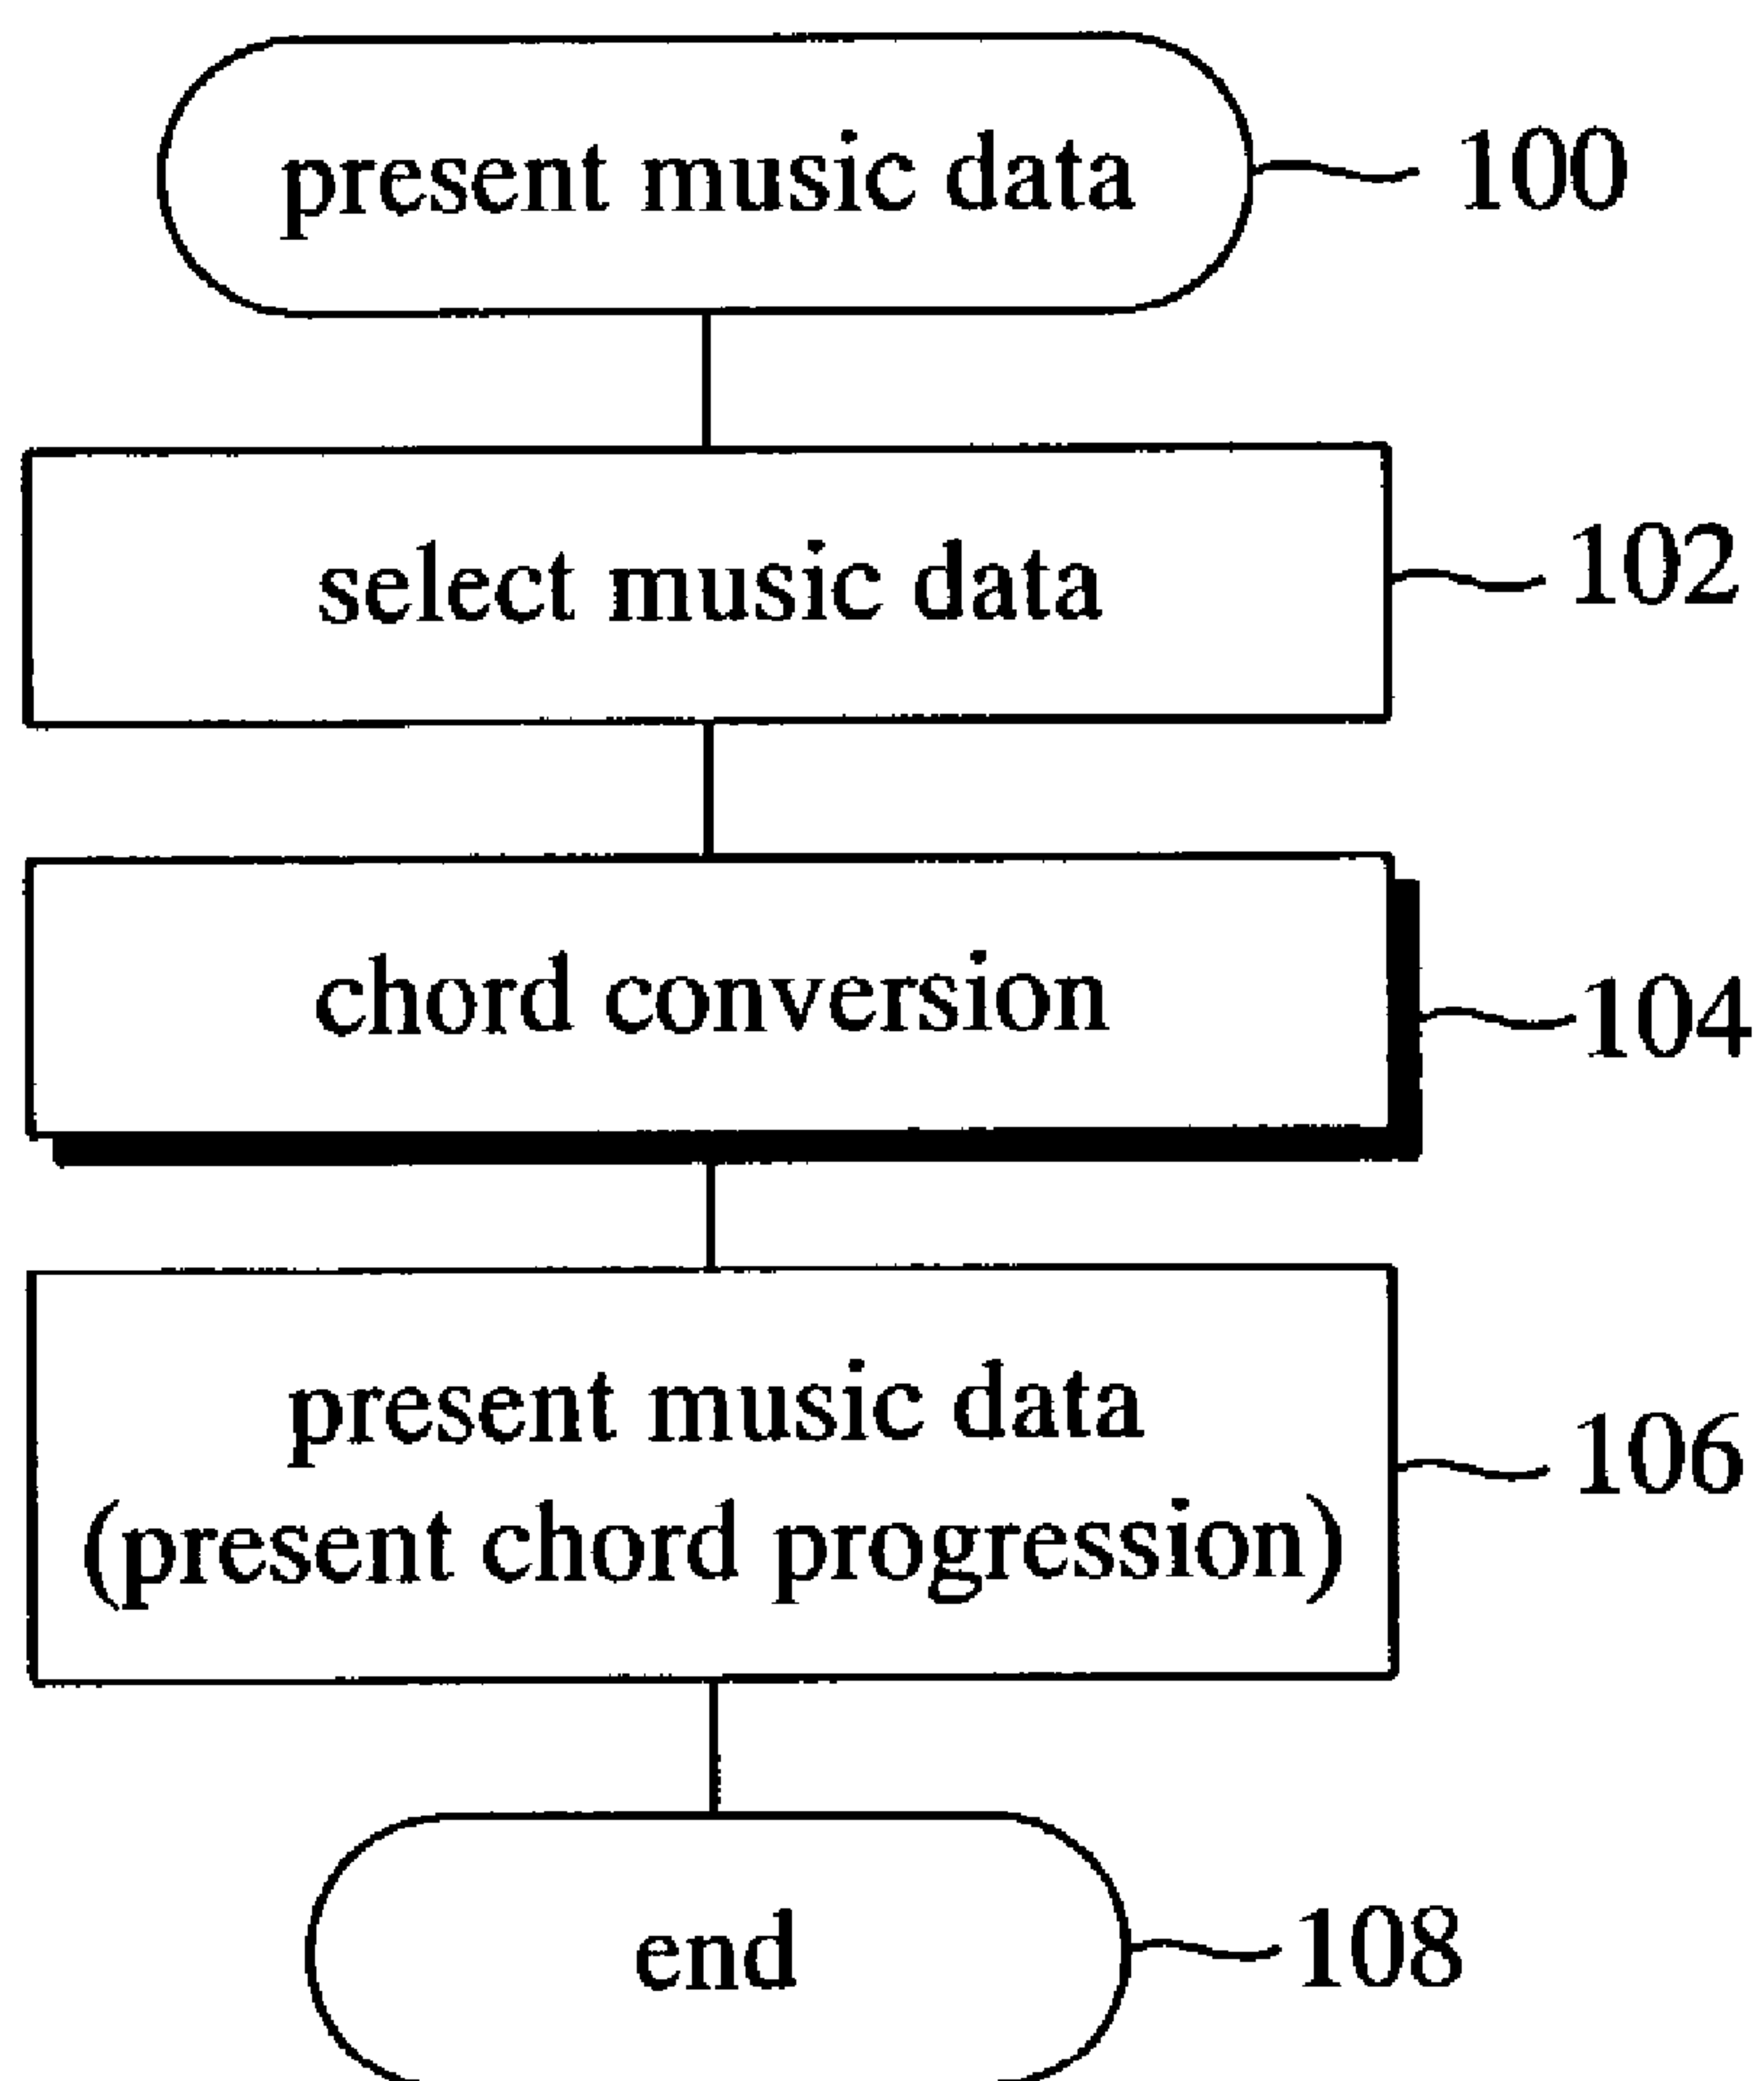 present music data
100
select music data
102
chord conversion
104
present music data
(present chord progression)
106
end
108